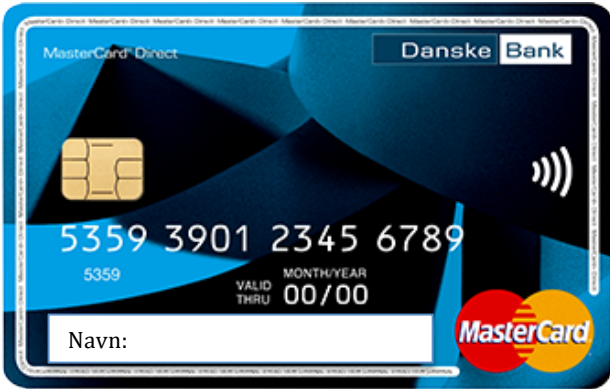 MasterCard Direct
Danske Bank
5359 3901 2345 6789
5359
MONTH/YEAR
VALID THRU 00/00
Navn:
MasterCard